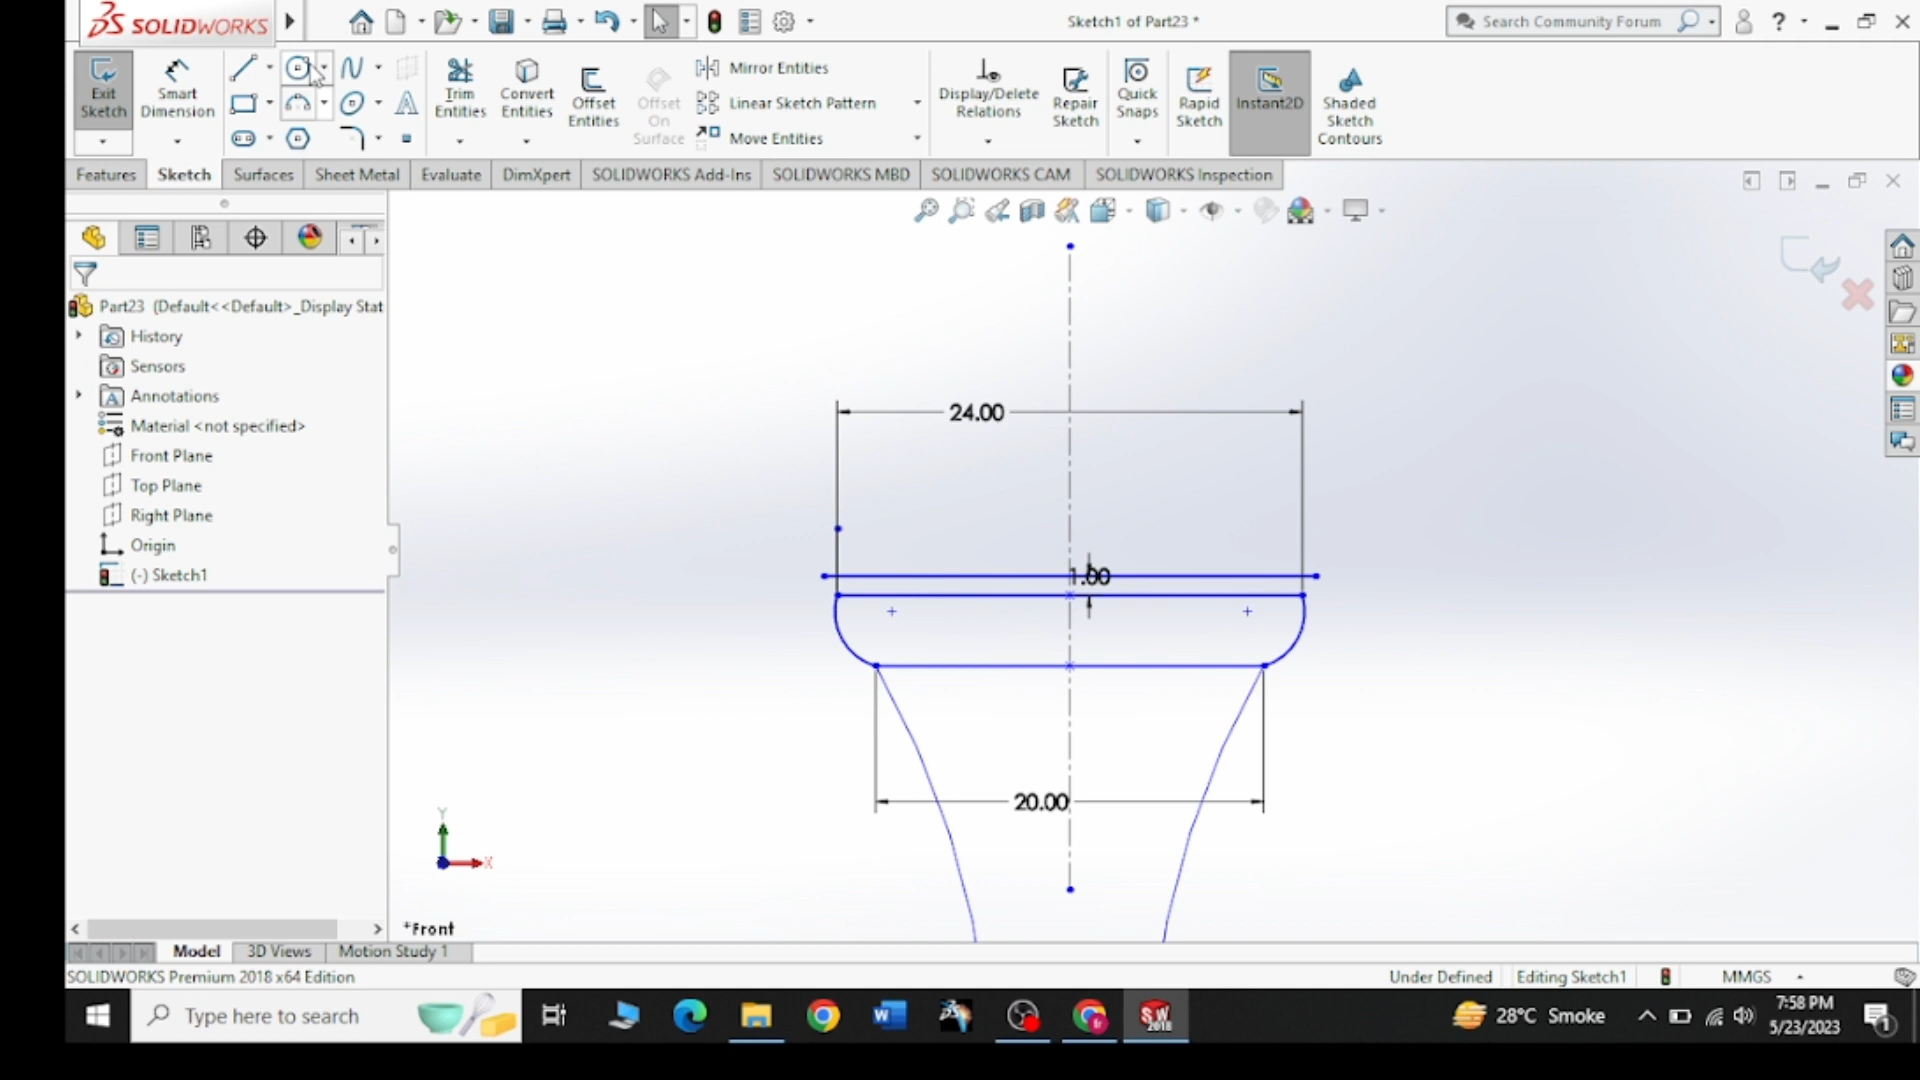 SOLIDWORKS
Sketch1 of Part23 *
Search Community Forum
?
Exit Sketch
Smart Dimension
Trim Entities
Convert Entities
Offset Entities
Offset On Surface
Mirror Entities
Linear Sketch Pattern
Move Entities
Display/Delete Relations
Repair Sketch
Quick Snaps
Rapid Sketch
Instant2D
Shaded Sketch Contours
Features
Sketch
Surfaces
Sheet Metal
Evaluate
DimXpert
SOLIDWORKS Add-Ins
SOLIDWORKS MBD
SOLIDWORKS CAM
SOLIDWORKS Inspection
Part23 (Default<<Default>_Display Stat
History
Sensors
Annotations
Material <not specified>
Front Plane
Top Plane
Right Plane
Origin
(-) Sketch1
24.00
1.00
20.00
Y
X
*Front
Model
3D Views
Motion Study 1
SOLIDWORKS Premium 2018 x64 Edition
Under Defined
Editing Sketch1
MMGS
Type here to search
W
SW
2018
28°C Smoke
7:58 PM
5/23/2023
1